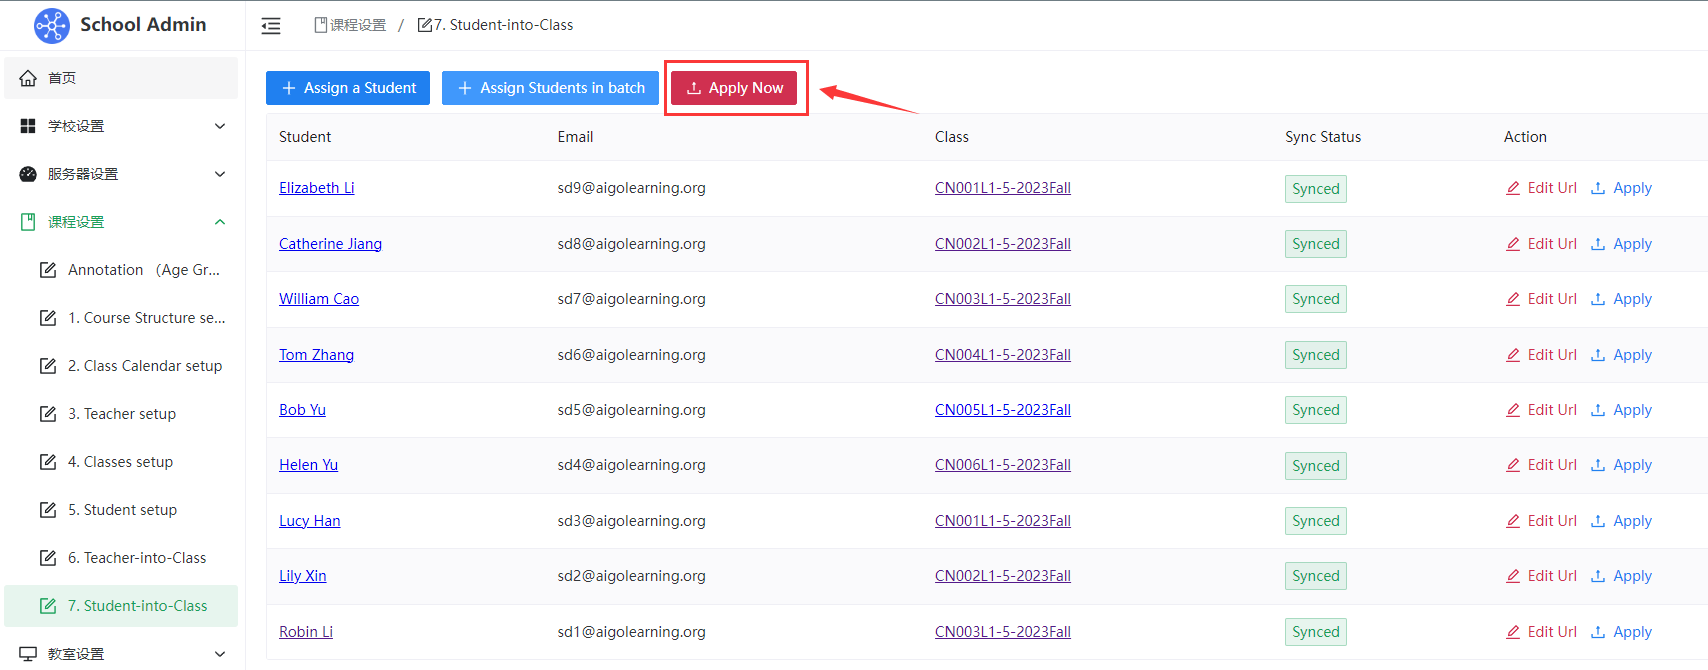 School Admin
课程设置 / 7. Student-into-Class
首页
学校设置
服务器设置
课程设置
Annotation （Age Gr...
1. Course Structure se...
2. Class Calendar setup
3. Teacher setup
4. Classes setup
5. Student setup
6. Teacher-into-Class
7. Student-into-Class
教室设置
Assign a Student Assign Students in batch Apply Now
Student Email Class Sync Status Action
Elizabeth Li sd9@aigolearning.org CN001L1-5-2023Fall Synced Edit Url Apply
Catherine Jiang sd8@aigolearning.org CN002L1-5-2023Fall Synced Edit Url Apply
William Cao sd7@aigolearning.org CN003L1-5-2023Fall Synced Edit Url Apply
Tom Zhang sd6@aigolearning.org CN004L1-5-2023Fall Synced Edit Url Apply
Bob Yu sd5@aigolearning.org CN005L1-5-2023Fall Synced Edit Url Apply
Helen Yu sd4@aigolearning.org CN006L1-5-2023Fall Synced Edit Url Apply
Lucy Han sd3@aigolearning.org CN001L1-5-2023Fall Synced Edit Url Apply
Lily Xin sd2@aigolearning.org CN002L1-5-2023Fall Synced Edit Url Apply
Robin Li sd1@aigolearning.org CN003L1-5-2023Fall Synced Edit Url Apply